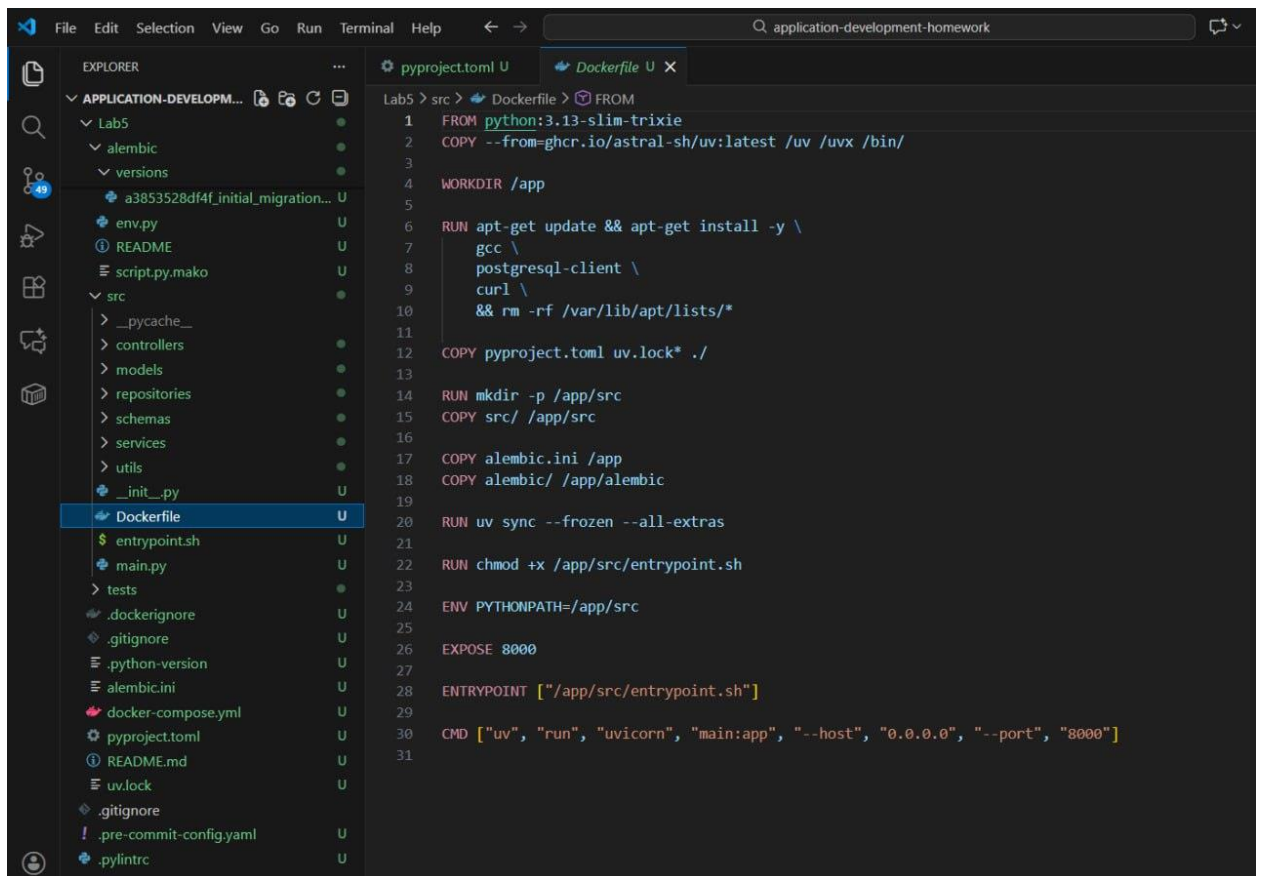 File Edit Selection View Go Run Terminal Help application-development-homework
EXPLORER
APPLICATION-DEVELOPM...
Lab5
alembic
versions
a3853528df4f_initial_migration... U
env.py U
README U
script.py.mako U
src
__pycache__
controllers
models
repositories
schemas
services
utils
__init__.py U
Dockerfile U
entrypoint.sh U
main.py U
tests
.dockerignore U
.gitignore U
.python-version U
alembic.ini U
docker-compose.yml U
pyproject.toml U
README.md U
uv.lock U
.gitignore
.pre-commit-config.yaml U
.pylintrc U
49
pyproject.toml U Dockerfile U
Lab5 > src > Dockerfile > FROM
1 FROM python:3.13-slim-trixie
2 COPY --from=ghcr.io/astral-sh/uv:latest /uv /uvx /bin/
3
4 WORKDIR /app
5
6 RUN apt-get update && apt-get install -y \
7 gcc \
8 postgresql-client \
9 curl \
10 && rm -rf /var/lib/apt/lists/*
11
12 COPY pyproject.toml uv.lock* ./
13
14 RUN mkdir -p /app/src
15 COPY src/ /app/src
16
17 COPY alembic.ini /app
18 COPY alembic/ /app/alembic
19
20 RUN uv sync --frozen --all-extras
21
22 RUN chmod +x /app/src/entrypoint.sh
23
24 ENV PYTHONPATH=/app/src
25
26 EXPOSE 8000
27
28 ENTRYPOINT ["/app/src/entrypoint.sh"]
29
30 CMD ["uv", "run", "uvicorn", "main:app", "--host", "0.0.0.0", "--port", "8000"]
31